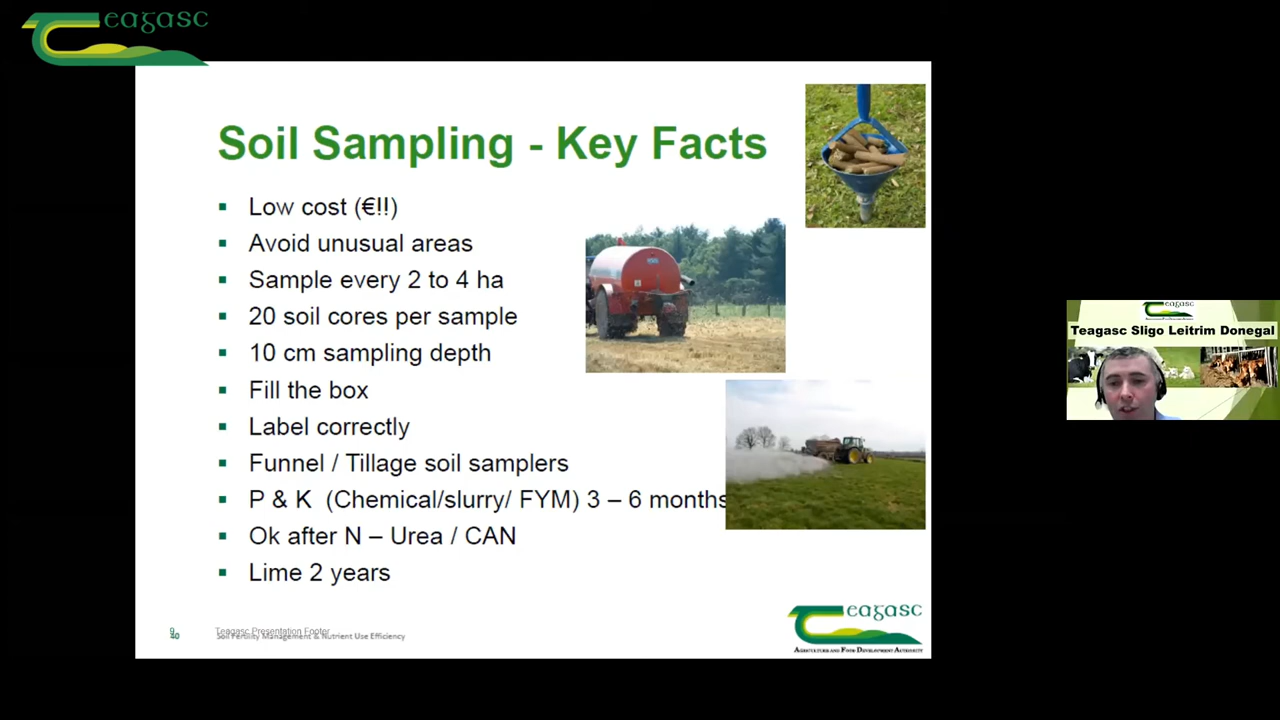 Teagasc
Soil Sampling - Key Facts
Low cost (€!!)
Avoid unusual areas
Sample every 2 to 4 ha
20 soil cores per sample
10 cm sampling depth
Fill the box
Label correctly
Funnel / Tillage soil samplers
P & K (Chemical/slurry/ FYM) 3 – 6 months
Ok after N – Urea / CAN
Lime 2 years
9
40
Teagasc Presentation Footer
Soil Fertility Management & Nutrient Use Efficiency
Teagasc
Agriculture and Food Development Authority
Teagasc
Teagasc Sligo Leitrim Donegal